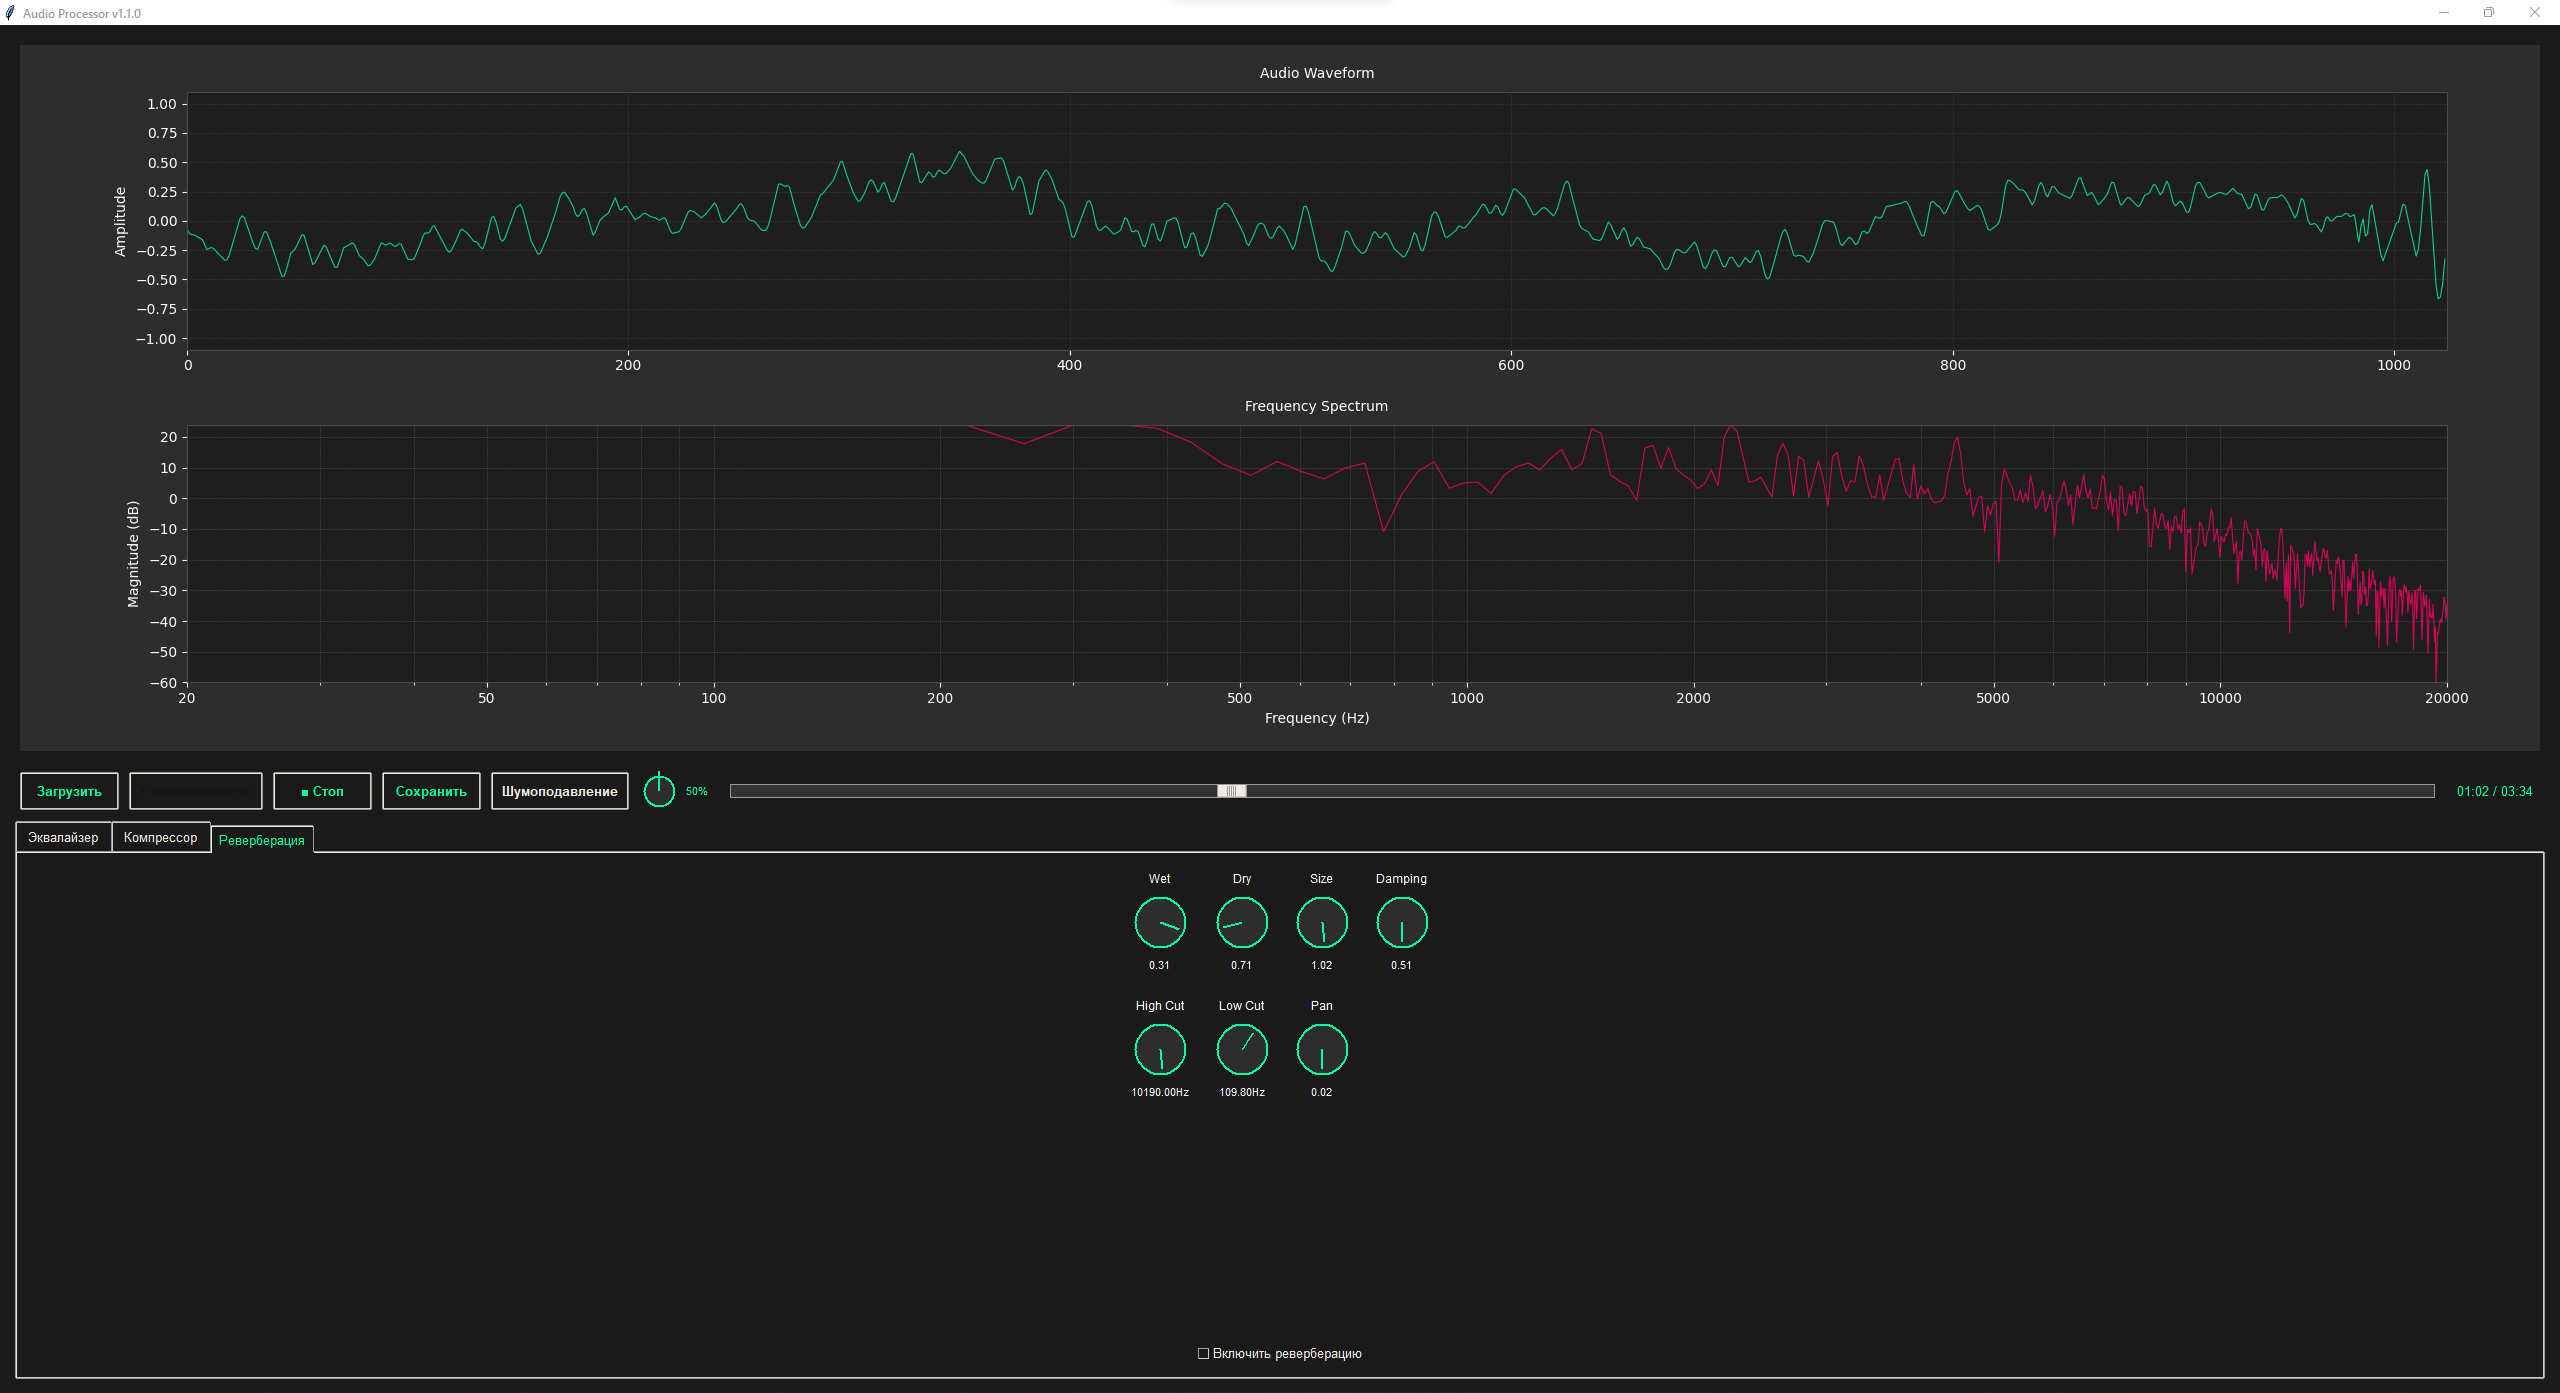 Audio Processor v1.1.0
Audio Waveform
Amplitude
1.00
0.75
0.50
0.25
0.00
−0.25
−0.50
−0.75
−1.00
0 200 400 600 800 1000
Frequency Spectrum
Magnitude (dB)
20
10
0
−10
−20
−30
−40
−50
−60
20 50 100 200 500 1000 2000 5000 10000 20000
Frequency (Hz)
Загрузить ■ Стоп Сохранить Шумоподавление 50% 01:02 / 03:34
Эквалайзер Компрессор Реверберация
Wet Dry Size Damping
0.31 0.71 1.02 0.51
High Cut Low Cut Pan
10190.00Hz 109.80Hz 0.02
Включить реверберацию